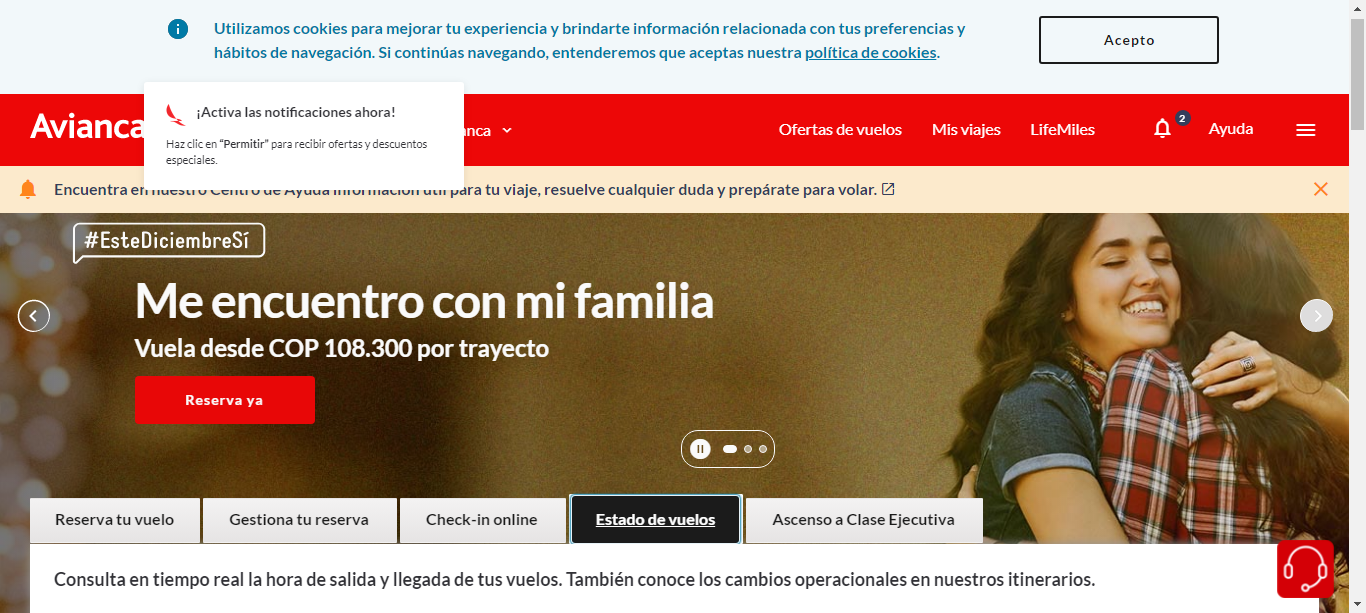 Utilizamos cookies para mejorar tu experiencia y brindarte información relacionada con tus preferencias y
hábitos de navegación. Si continúas navegando, entenderemos que aceptas nuestra política de cookies.
Acepto
¡Activa las notificaciones ahora!
Haz clic en “Permitir” para recibir ofertas y descuentos
especiales.
Avianca
anca
Ofertas de vuelos
Mis viajes
LifeMiles
2
Ayuda
Encuentra en nuestro Centro de Ayuda información útil para tu viaje, resuelve cualquier duda y prepárate para volar.
#EsteDiciembreSí
Me encuentro con mi familia
Vuela desde COP 108.300 por trayecto
Reserva ya
Reserva tu vuelo
Gestiona tu reserva
Check-in online
Estado de vuelos
Ascenso a Clase Ejecutiva
Consulta en tiempo real la hora de salida y llegada de tus vuelos. También conoce los cambios operacionales en nuestros itinerarios.